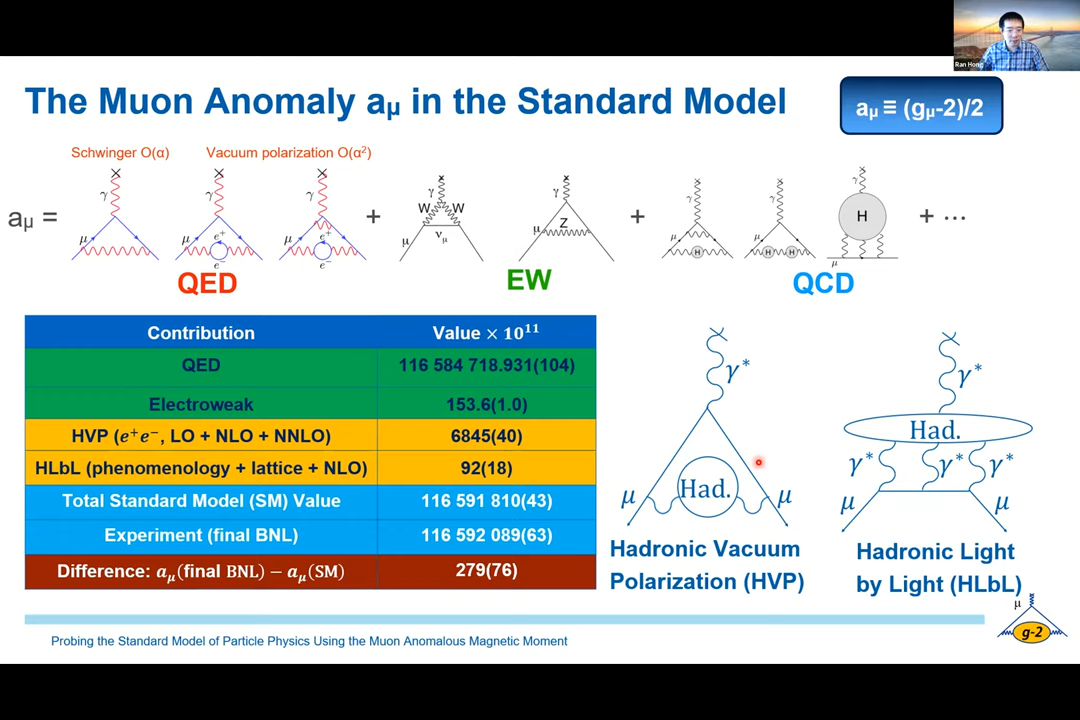 Ran Hong
The Muon Anomaly aμ in the Standard Model
aμ ≡ (gμ-2)/2
Schwinger O(α)
Vacuum polarization O(α²)
aμ =
γ
μ
γ
μ
e⁺
e⁻
γ
μ
e⁺
e⁻
QED
+
γ
W W
μ
νμ
γ
μ
Z
EW
+
γ
μ
H
γ
μ
H H
γ
H
μ
QCD
+ ···
Contribution Value × 10¹¹
QED 116 584 718.931(104)
Electroweak 153.6(1.0)
HVP (e⁺e⁻, LO + NLO + NNLO) 6845(40)
HLbL (phenomenology + lattice + NLO) 92(18)
Total Standard Model (SM) Value 116 591 810(43)
Experiment (final BNL) 116 592 089(63)
Difference: aμ(final BNL) − aμ(SM) 279(76)
γ*
Had.
μ μ
Hadronic Vacuum
Polarization (HVP)
γ*
Had.
γ* γ* γ*
μ μ
Hadronic Light
by Light (HLbL)
μ
g-2
Probing the Standard Model of Particle Physics Using the Muon Anomalous Magnetic Moment